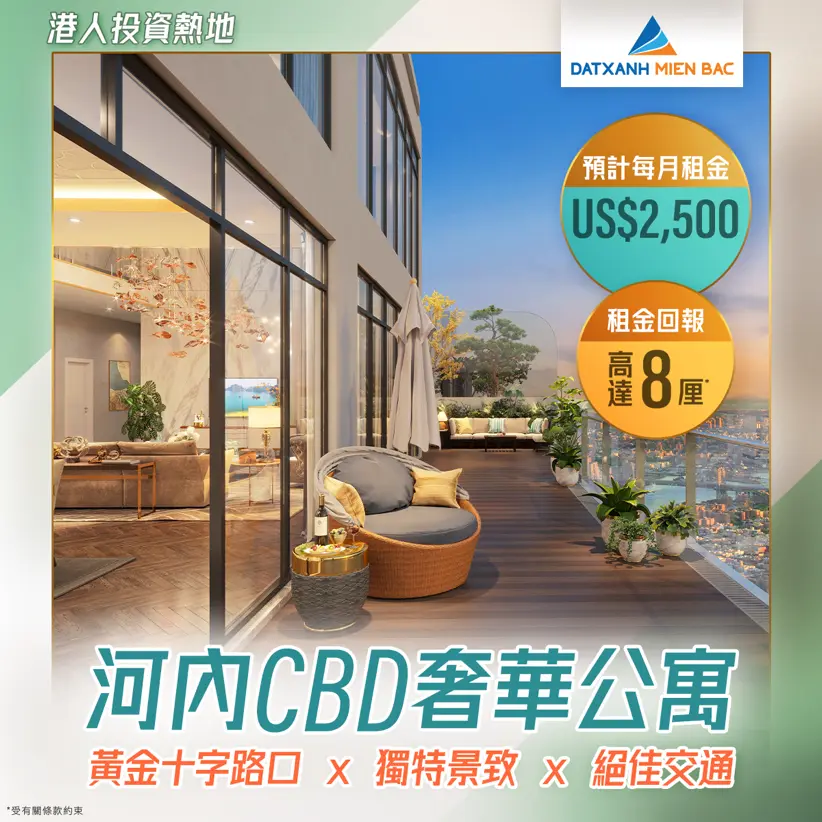 港人投資熱地
DATXANH MIEN BAC
預計每月租金
US$2,500
租金回報
高達8厘*
河內CBD奢華公寓
黃金十字路口 x 獨特景致 x 絕佳交通
*受有關條款約束